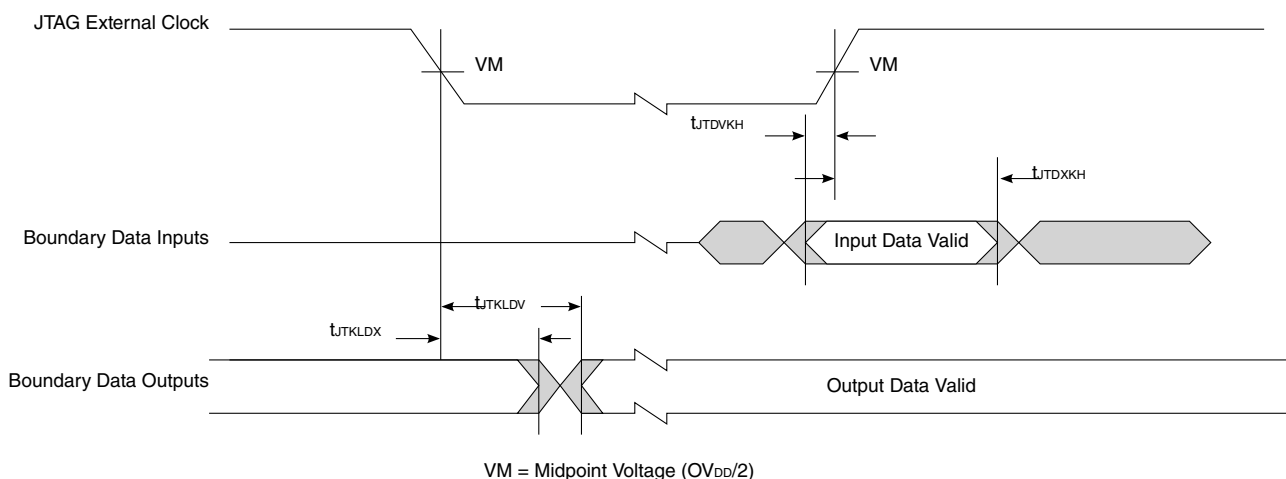 JTAG External Clock
VM
VM
tJTDVKH
tJTDXKH
Boundary Data Inputs
Input Data Valid
tJTKLDV
tJTKLDX
Boundary Data Outputs
Output Data Valid
VM = Midpoint Voltage (OVDD/2)